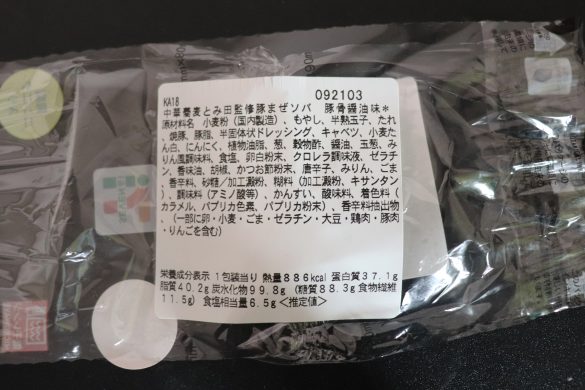 KA18 092103
中華蕎麦とみ田監修豚まぜソバ 豚骨醤油味＊
原材料名 小麦粉（国内製造）、もやし、半熟玉子、たれ
、焼豚、豚脂、半固体状ドレッシング、キャベツ、小麦た
ん白、にんにく、植物油脂、葱、穀物酢、醤油、玉葱、み
りん風調味料、食塩、卵白粉末、クロレラ調味液、ゼラチ
ン、香味油、胡椒、かつお節粉末、唐辛子、みりん、ごま
、香辛料、砂糖／加工澱粉、糊料（加工澱粉、キサンタン
）、調味料（アミノ酸等）、かんすい、酸味料、着色料（
カラメル、パプリカ色素、パプリカ粉末）、香辛料抽出物
、（一部に卵・小麦・ごま・ゼラチン・大豆・鶏肉・豚肉
・りんごを含む）
栄養成分表示 １包装当り 熱量８８６kcal 蛋白質３７．１g
脂質４０．２g 炭水化物９９．８g （糖質８８．３g 食物繊維
１１．５g） 食塩相当量６．５g＜推定値＞